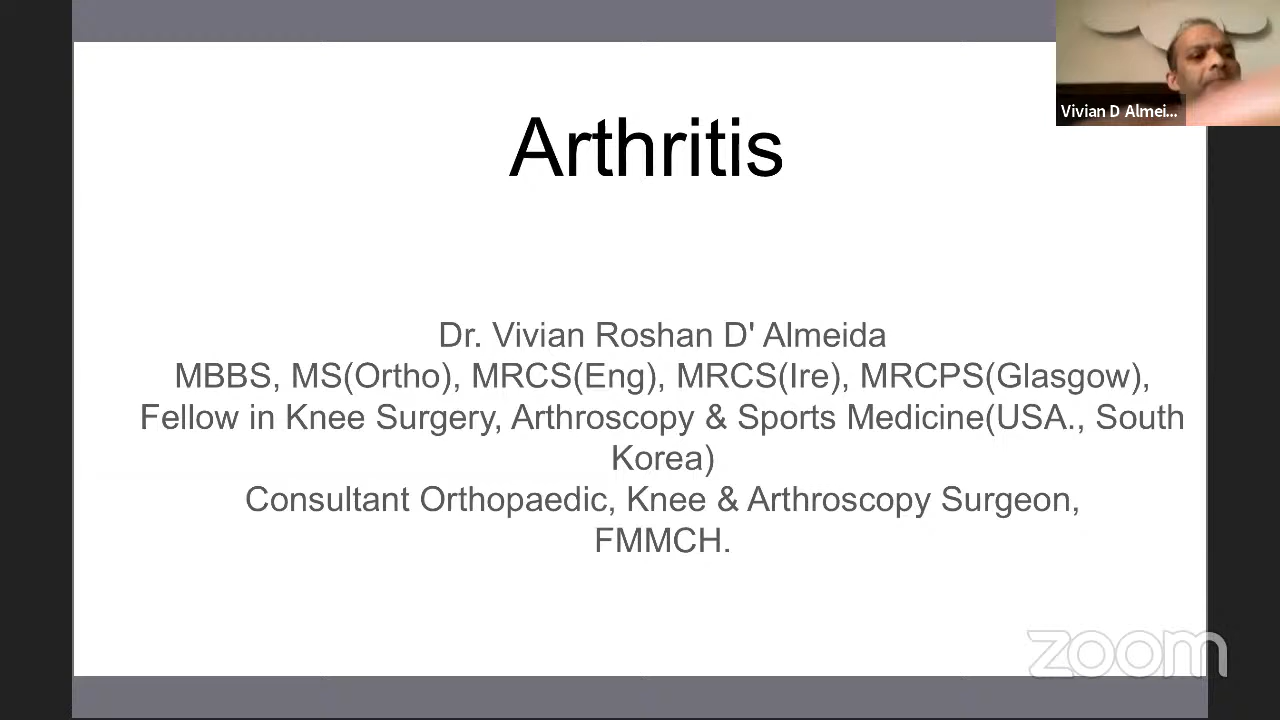 Vivian D Almei...
Arthritis
Dr. Vivian Roshan D' Almeida
MBBS, MS(Ortho), MRCS(Eng), MRCS(Ire), MRCPS(Glasgow),
Fellow in Knee Surgery, Arthroscopy & Sports Medicine(USA., South
Korea)
Consultant Orthopaedic, Knee & Arthroscopy Surgeon,
FMMCH.
zoom